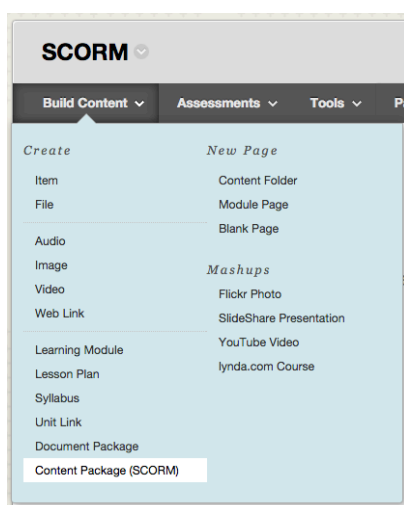 SCORM
Build Content
Assessments
Tools
Create
Item
File
Audio
Image
Video
Web Link
Learning Module
Lesson Plan
Syllabus
Unit Link
Document Package
Content Package (SCORM)
New Page
Content Folder
Module Page
Blank Page
Mashups
Flickr Photo
SlideShare Presentation
YouTube Video
lynda.com Course